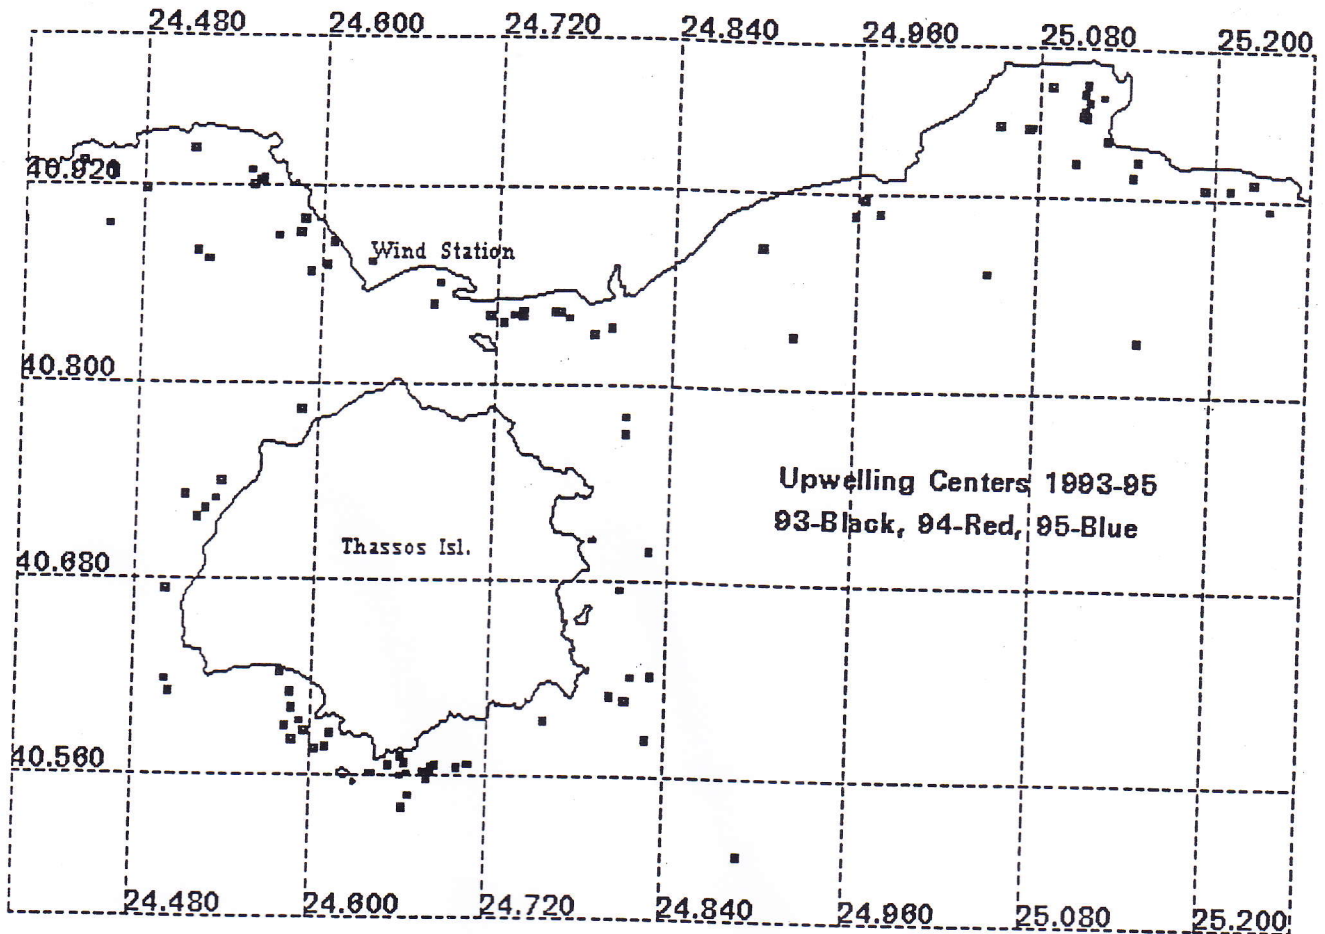 24.480 24.600 24.720 24.840 24.960 25.080 25.200
40.920
Wind Station
40.800
Upwelling Centers 1993-95
93-Black, 94-Red, 95-Blue
Thassos Isl.
40.680
40.560
24.480 24.600 24.720 24.840 24.960 25.080 25.200